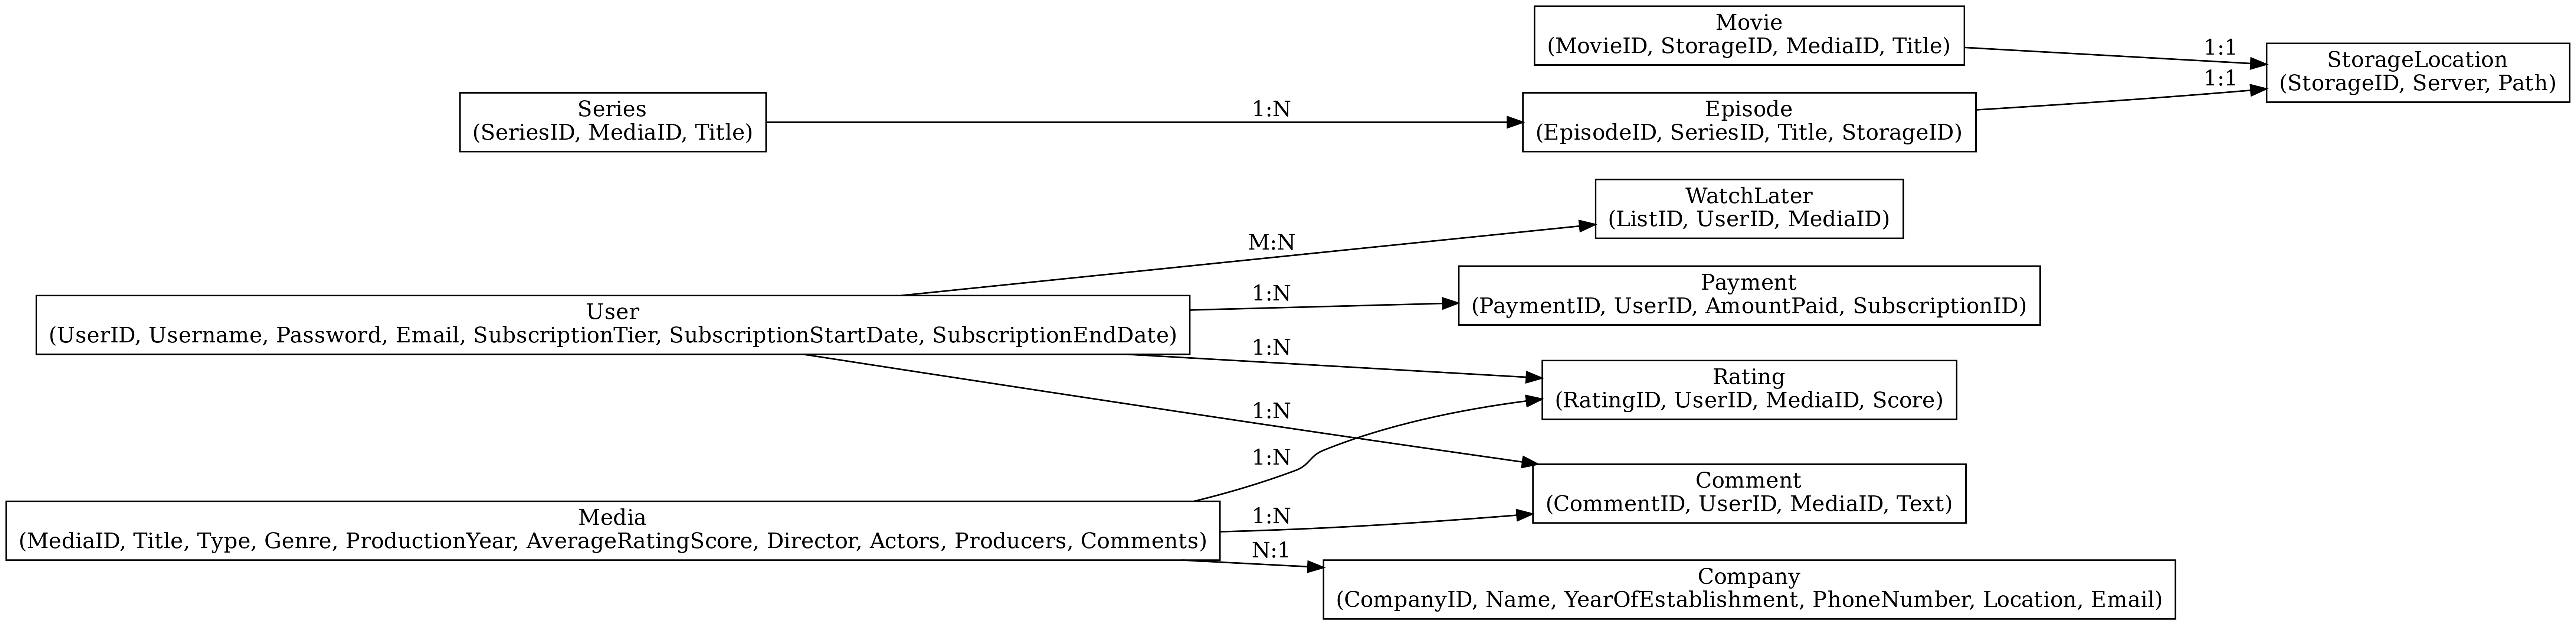 Movie
(MovieID, StorageID, MediaID, Title)
1:1
StorageLocation
(StorageID, Server, Path)
Series
(SeriesID, MediaID, Title)
1:N
Episode
(EpisodeID, SeriesID, Title, StorageID)
1:1
WatchLater
(ListID, UserID, MediaID)
M:N
User
(UserID, Username, Password, Email, SubscriptionTier, SubscriptionStartDate, SubscriptionEndDate)
1:N
Payment
(PaymentID, UserID, AmountPaid, SubscriptionID)
1:N
Rating
(RatingID, UserID, MediaID, Score)
1:N
1:N
Comment
(CommentID, UserID, MediaID, Text)
Media
(MediaID, Title, Type, Genre, ProductionYear, AverageRatingScore, Director, Actors, Producers, Comments)
1:N
N:1
Company
(CompanyID, Name, YearOfEstablishment, PhoneNumber, Location, Email)